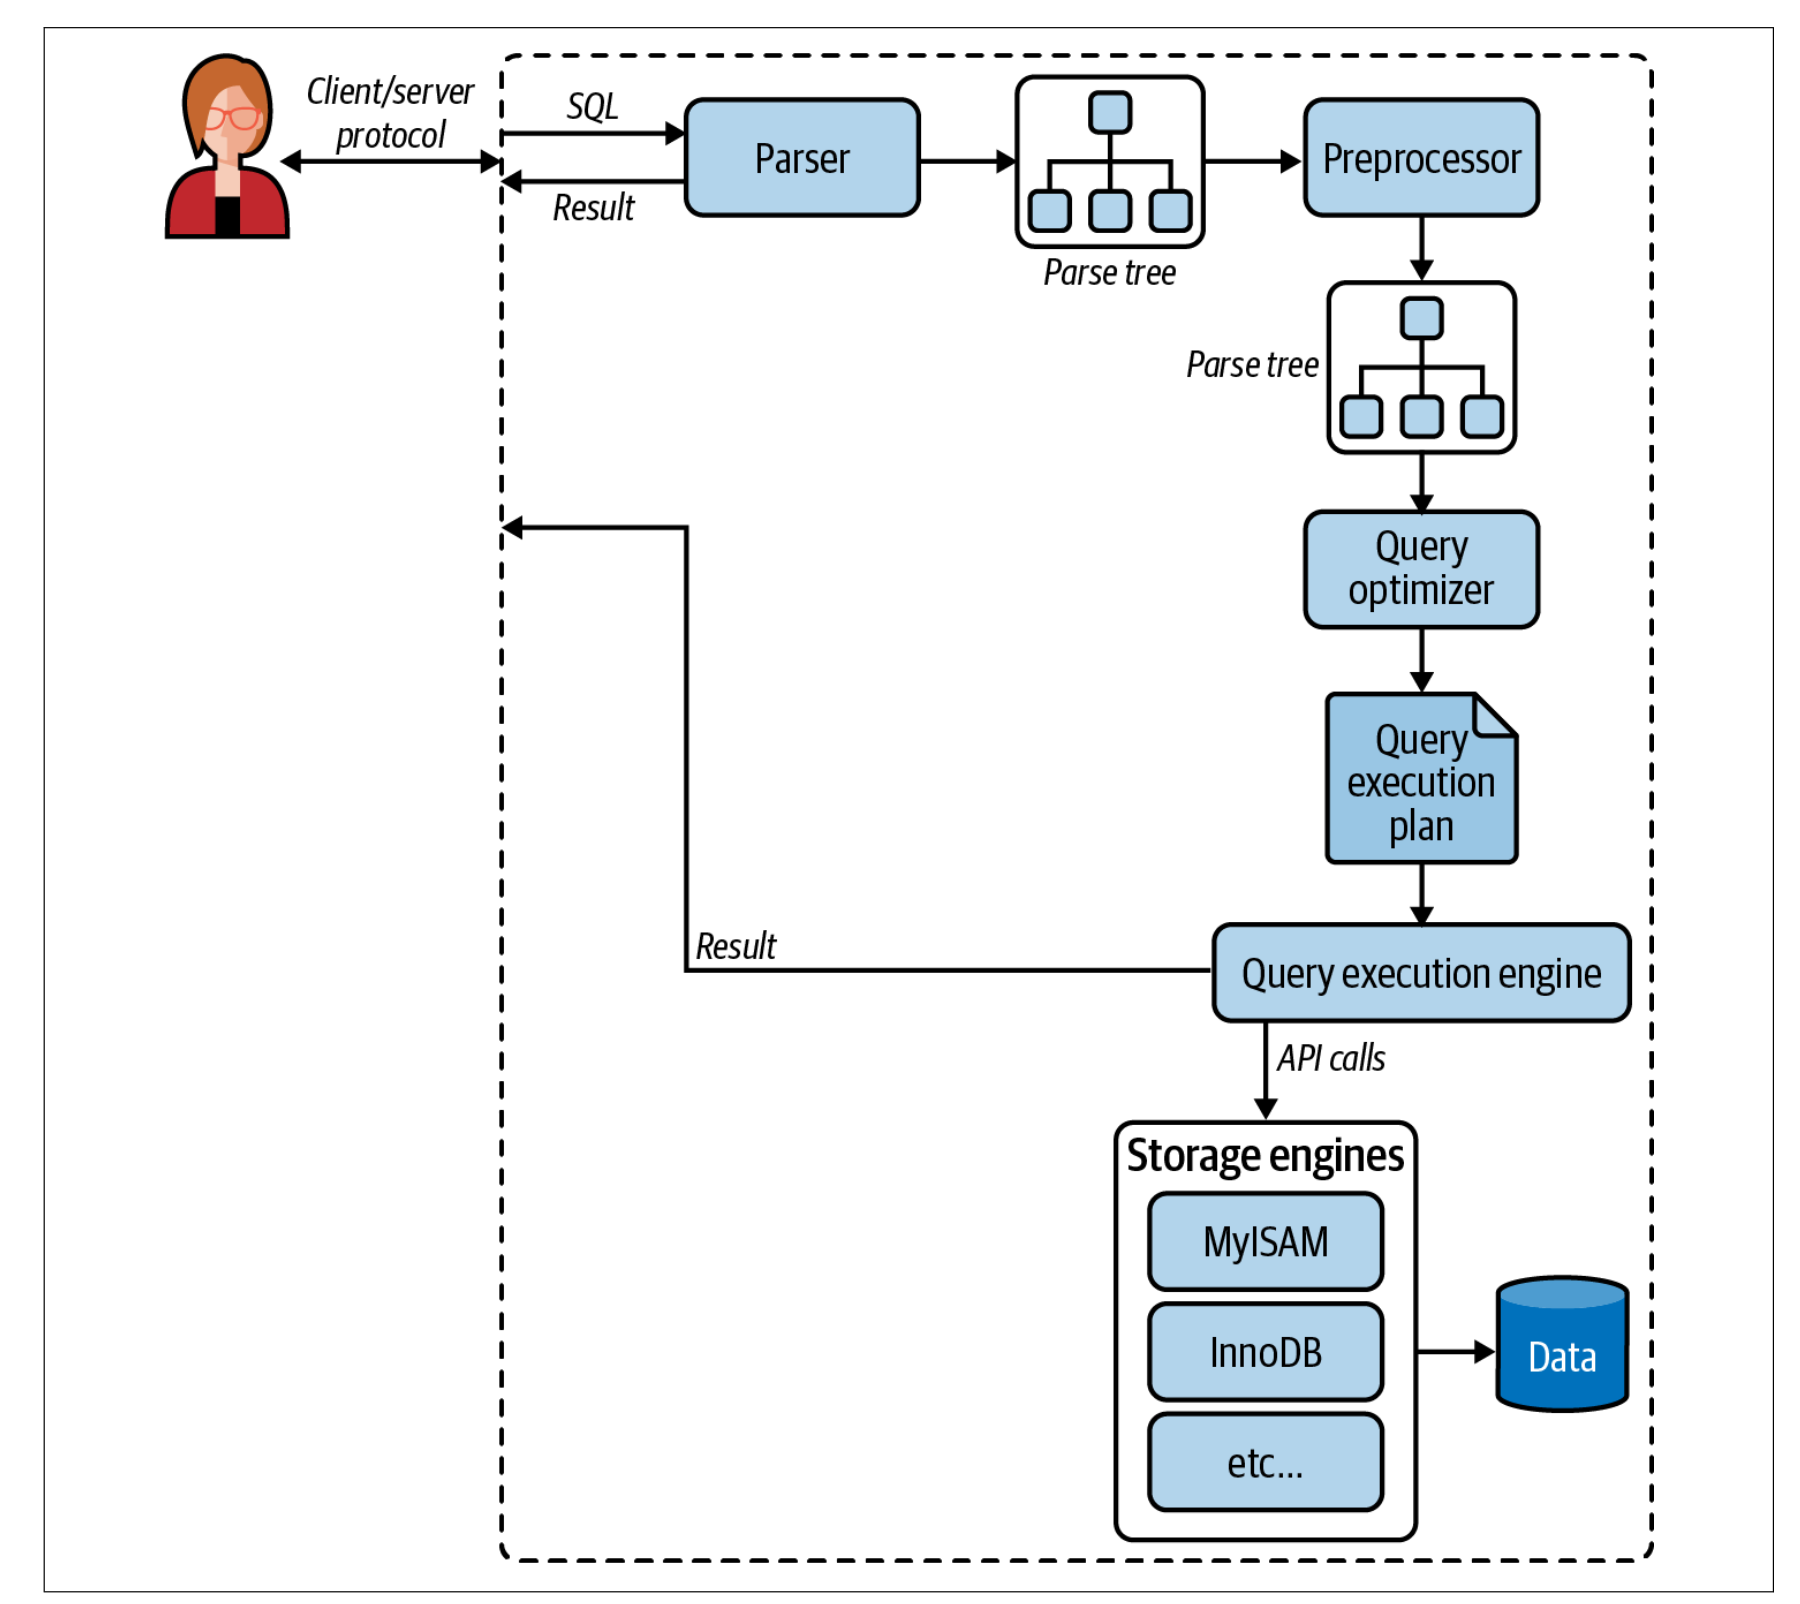 Client/server
protocol
SQL
Result
Parser
Parse tree
Preprocessor
Parse tree
Query
optimizer
Query
execution
plan
Query execution engine
Result
API calls
Storage engines
MyISAM
InnoDB
etc...
Data